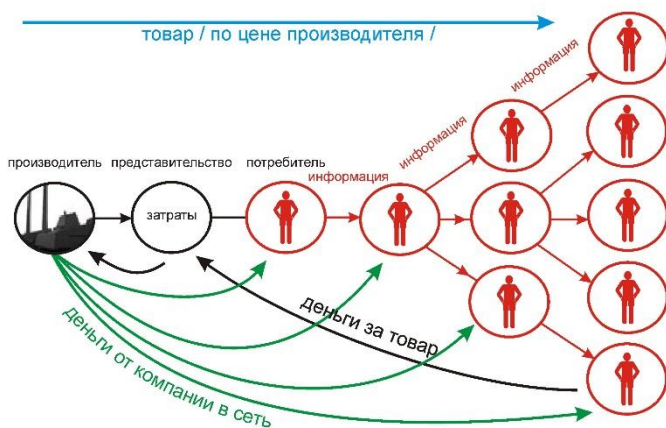 товар / по цене производителя /
производитель
представительство
потребитель
затраты
информация
информация
информация
информация
деньги за товар
деньги от компании в сеть